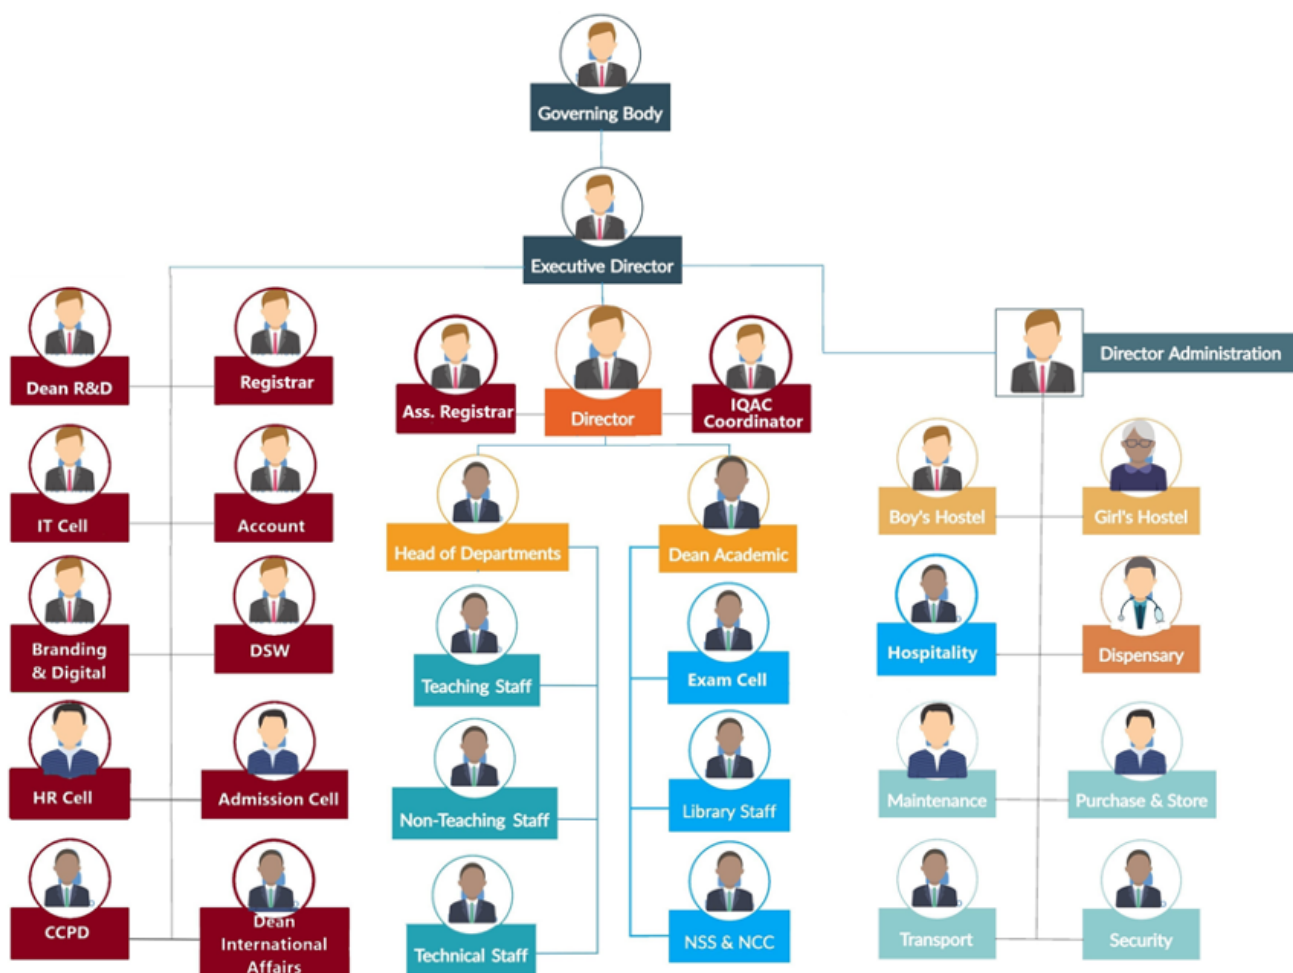 Governing Body
Executive Director
Director Administration
Dean R&D
Registrar
Ass. Registrar
Director
IQAC
Coordinator
IT Cell
Account
Head of Departments
Dean Academic
Boy's Hostel
Girl's Hostel
Branding
& Digital
DSW
Teaching Staff
Exam Cell
Hospitality
Dispensary
HR Cell
Admission Cell
Non-Teaching Staff
Library Staff
Maintenance
Purchase & Store
CCPD
Dean
International
Affairs
Technical Staff
NSS & NCC
Transport
Security